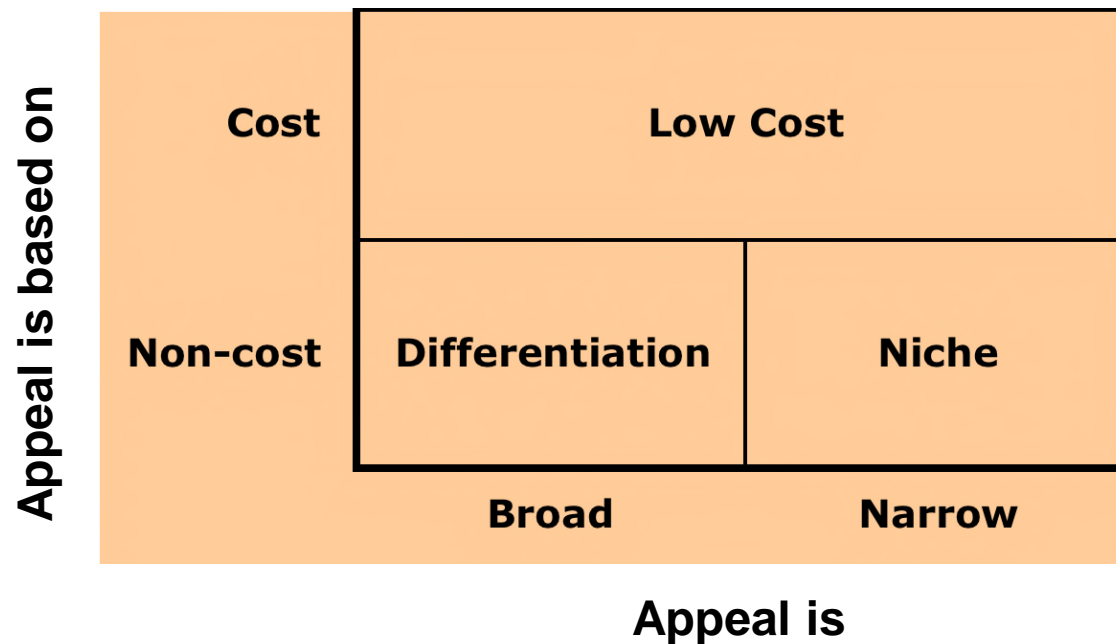 Appeal is based on
Cost
Low Cost
Non-cost
Differentiation
Niche
Broad
Narrow
Appeal is